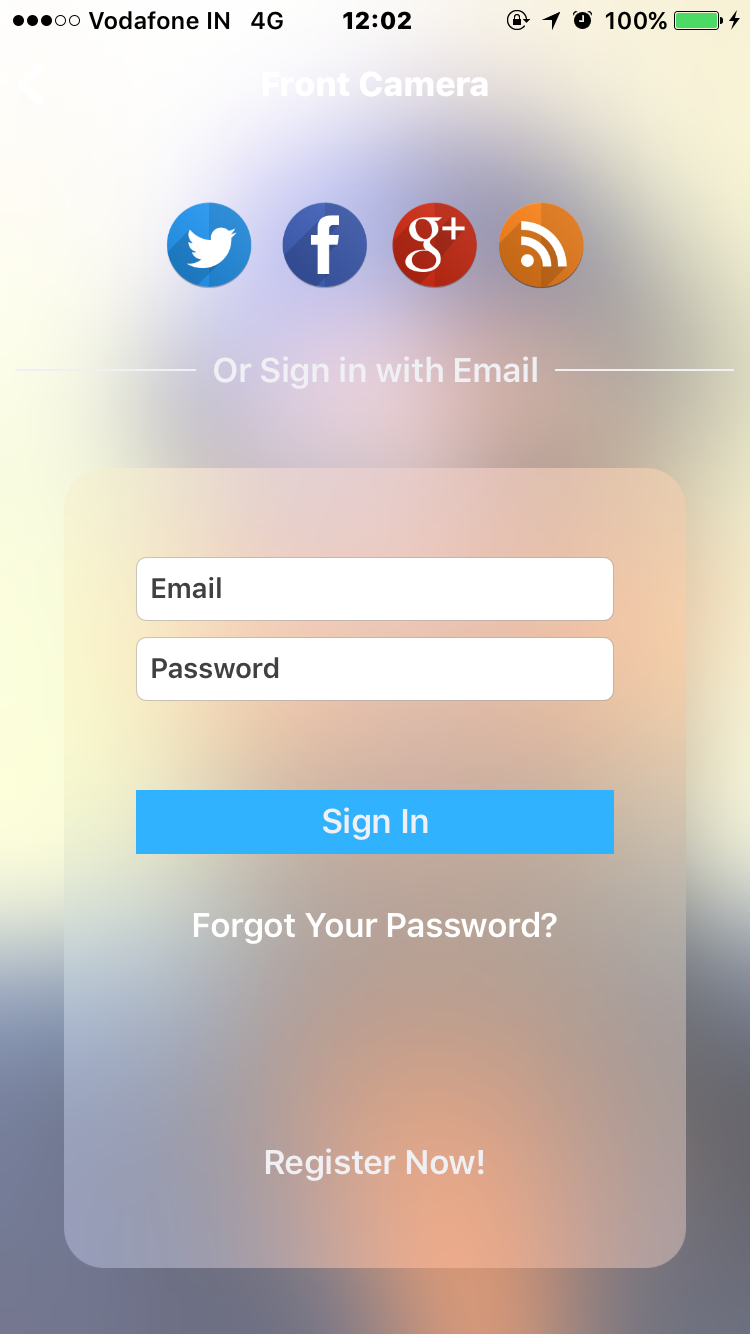 Vodafone IN 4G 12:02 100%
Front Camera
f g+
Or Sign in with Email
Email
Password
Sign In
Forgot Your Password?
Register Now!